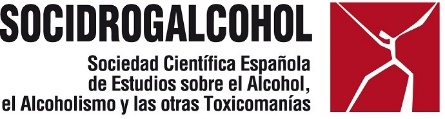 SOCIDROGALCOHOL
Sociedad Científica Española
de Estudios sobre el Alcohol,
el Alcoholismo y las otras Toxicomanías